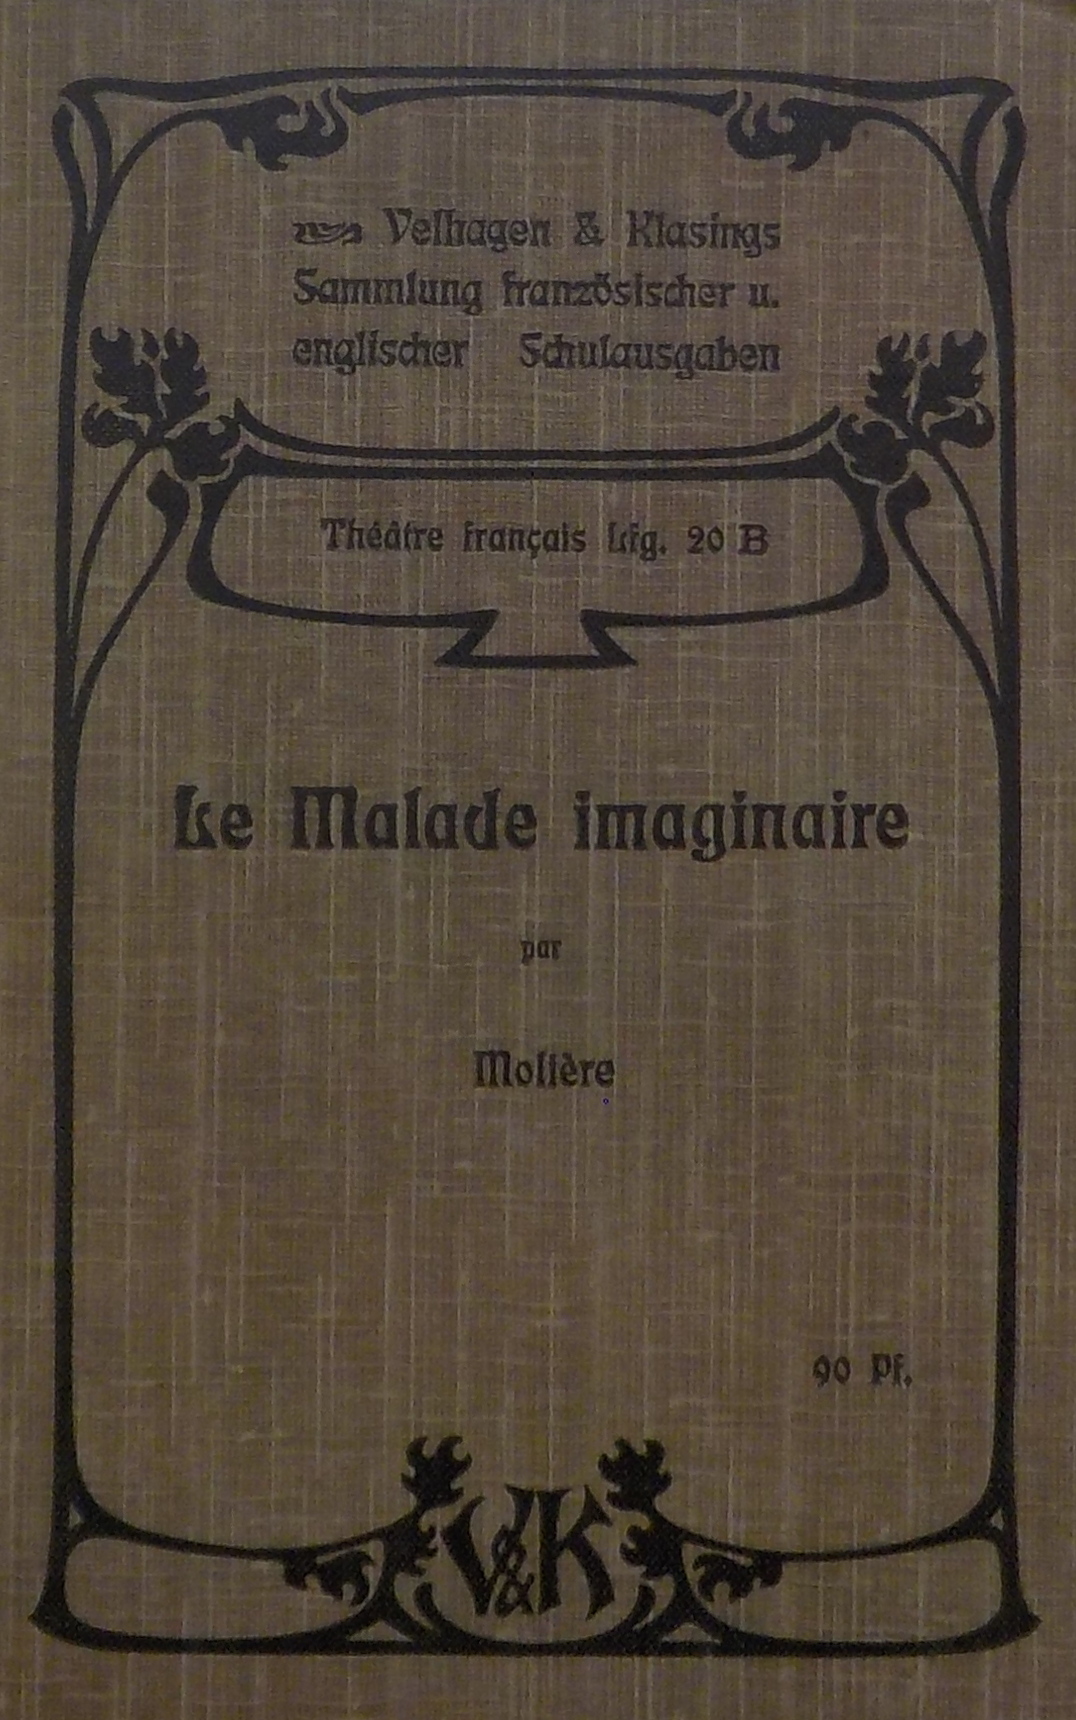 Velhagen & Klasings
Sammlung französischer u.
englischer Schulausgaben
Théâtre français Lfg. 20 B
Le Malade imaginaire
par
Molière
90 Pf.
V&K